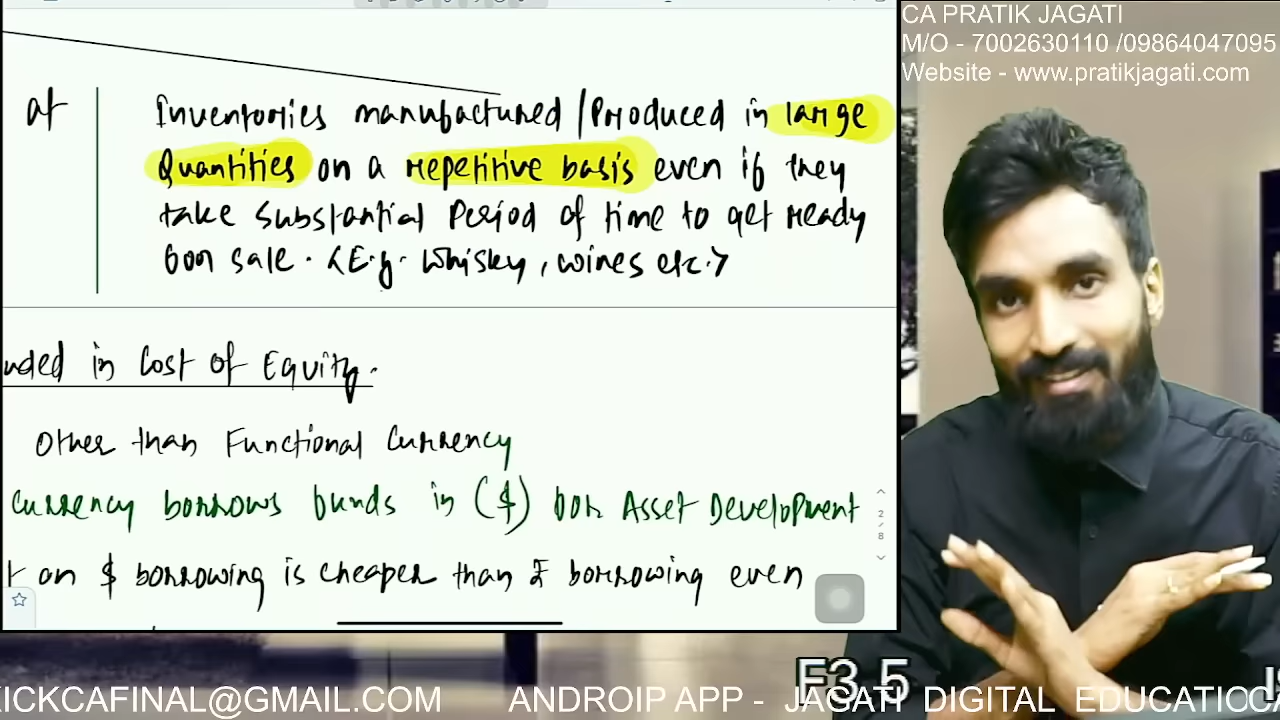 CA PRATIK JAGATI
M/O - 7002630110 /09864047095
Website - www.pratikjagati.com
at
Inventories manufactured / Produced in large
Quantities on a repetitive basis even if they
take substantial Period of time to get ready
for sale. (E.g. Whisky, wines etc.)
uded in Cost of Equity.
Other than Functional Currency
Currency borrows funds in ($) for Asset Development
t on $ borrowing is cheaper than ₹ borrowing even
2/8
F3.5
KICKCAFINAL@GMAIL.COM ANDROIP APP - JAGATI DIGITAL EDUCATIO